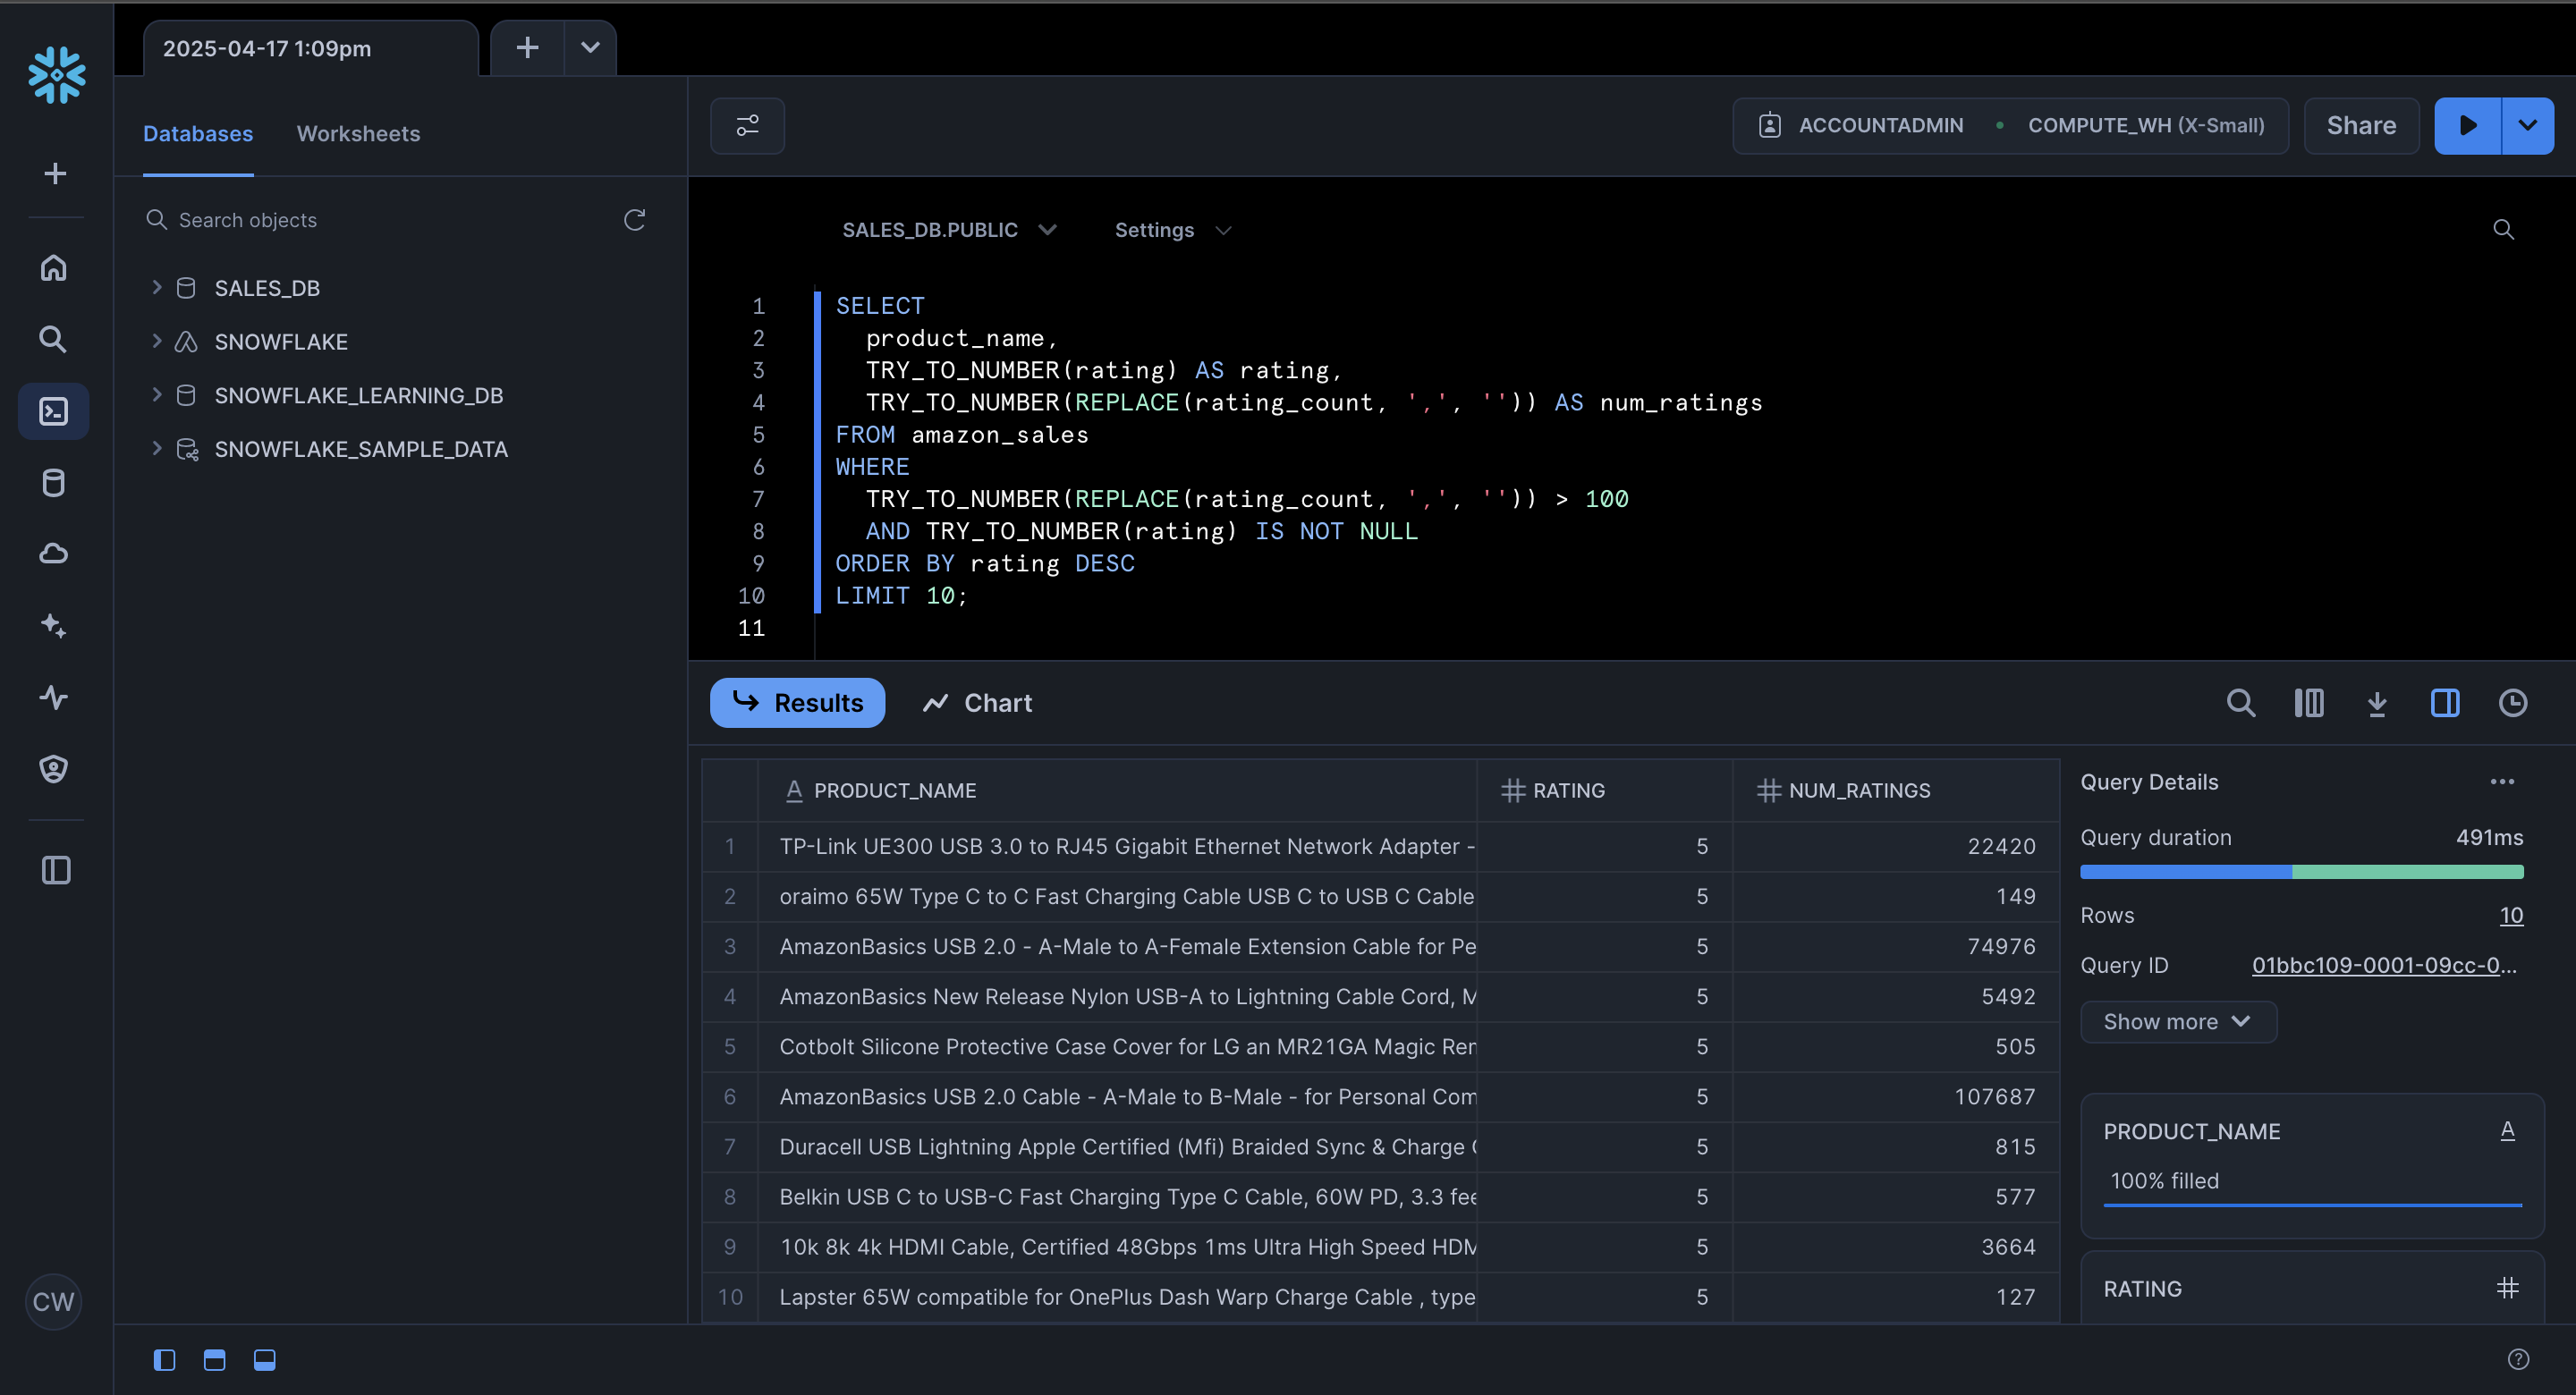 2025-04-17 1:09pm
Databases
Worksheets
ACCOUNTADMIN
COMPUTE_WH (X-Small)
Share
Search objects
SALES_DB
SNOWFLAKE
SNOWFLAKE_LEARNING_DB
SNOWFLAKE_SAMPLE_DATA
CW
SALES_DB.PUBLIC
Settings
1 SELECT
2 product_name,
3 TRY_TO_NUMBER(rating) AS rating,
4 TRY_TO_NUMBER(REPLACE(rating_count, ',', '')) AS num_ratings
5 FROM amazon_sales
6 WHERE
7 TRY_TO_NUMBER(REPLACE(rating_count, ',', '')) > 100
8 AND TRY_TO_NUMBER(rating) IS NOT NULL
9 ORDER BY rating DESC
10 LIMIT 10;
11
Results
Chart
PRODUCT_NAME RATING NUM_RATINGS
1 TP-Link UE300 USB 3.0 to RJ45 Gigabit Ethernet Network Adapter - 5 22420
2 oraimo 65W Type C to C Fast Charging Cable USB C to USB C Cable 5 149
3 AmazonBasics USB 2.0 - A-Male to A-Female Extension Cable for Pe 5 74976
4 AmazonBasics New Release Nylon USB-A to Lightning Cable Cord, M 5 5492
5 Cotbolt Silicone Protective Case Cover for LG an MR21GA Magic Rem 5 505
6 AmazonBasics USB 2.0 Cable - A-Male to B-Male - for Personal Com 5 107687
7 Duracell USB Lightning Apple Certified (Mfi) Braided Sync & Charge C 5 815
8 Belkin USB C to USB-C Fast Charging Type C Cable, 60W PD, 3.3 fee 5 577
9 10k 8k 4k HDMI Cable, Certified 48Gbps 1ms Ultra High Speed HDM 5 3664
10 Lapster 65W compatible for OnePlus Dash Warp Charge Cable , type 5 127
Query Details
Query duration 491ms
Rows 10
Query ID 01bbc109-0001-09cc-0...
Show more
PRODUCT_NAME
100% filled
RATING